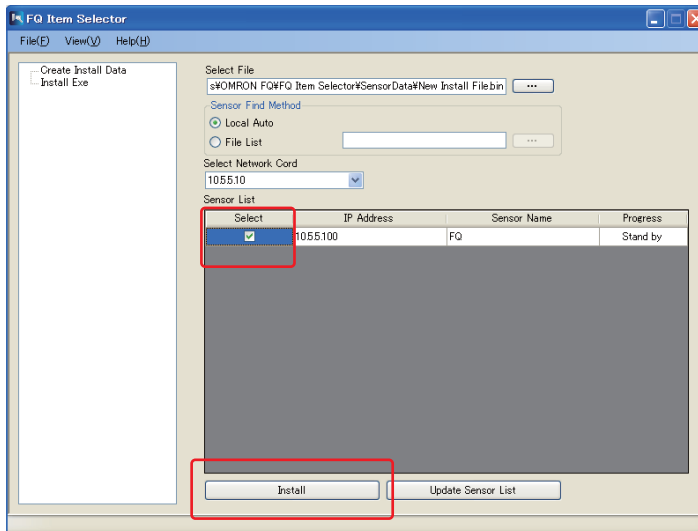 FQ Item Selector
File(F) View(V) Help(H)
Create Install Data
Install Exe
Select File
s¥OMRON FQ¥FQ Item Selector¥SensorData¥New Install File.bin ...
Sensor Find Method
Local Auto
File List ...
Select Network Cord
10.5.5.10
Sensor List
Select IP Address Sensor Name Progress
10.5.5.100 FQ Stand by
Install Update Sensor List